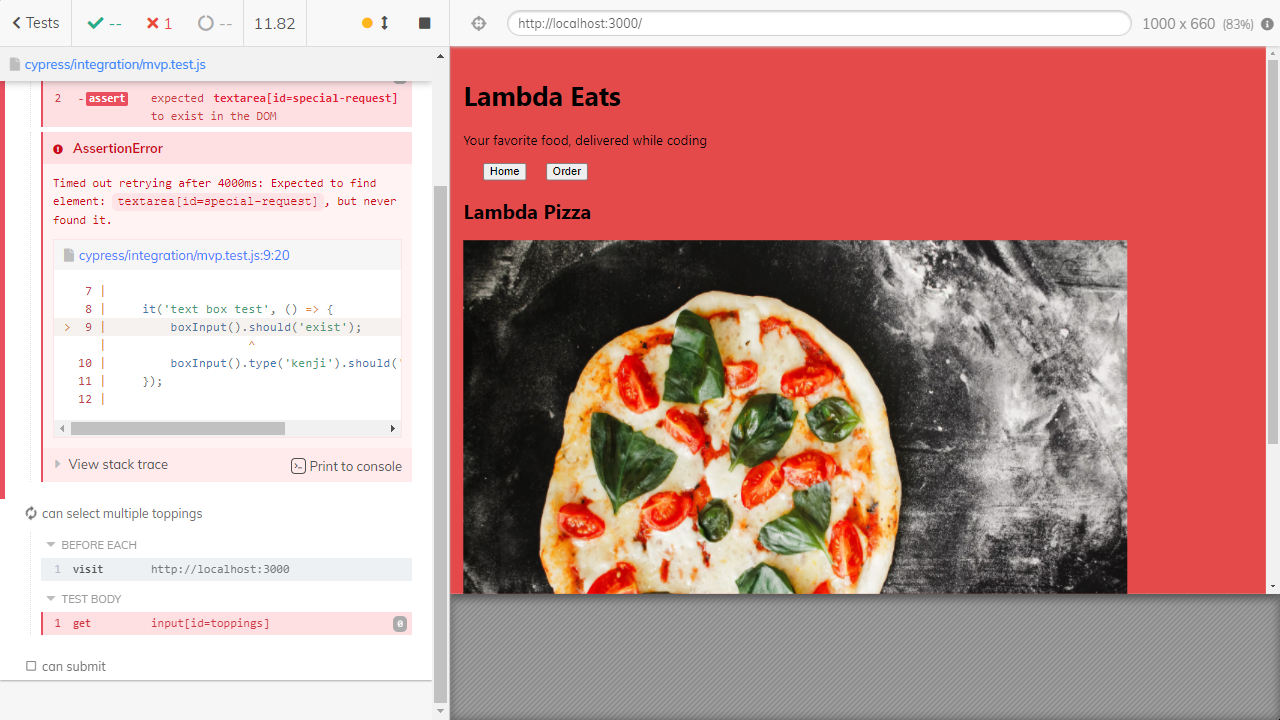 Tests
--
1
--
11.82
http://localhost:3000/
1000 x 660 (83%)
cypress/integration/mvp.test.js
2 -assert expected textarea[id=special-request]
to exist in the DOM
AssertionError
Timed out retrying after 4000ms: Expected to find
element: textarea[id=special-request], but never
found it.
cypress/integration/mvp.test.js:9:20
7 |
8 | it('text box test', () => {
> 9 | boxInput().should('exist');
| ^
10 | boxInput().type('kenji').should('
11 | });
12 |
View stack trace
Print to console
can select multiple toppings
BEFORE EACH
1 visit http://localhost:3000
TEST BODY
1 get input[id=toppings] 0
can submit
Lambda Eats
Your favorite food, delivered while coding
Home Order
Lambda Pizza